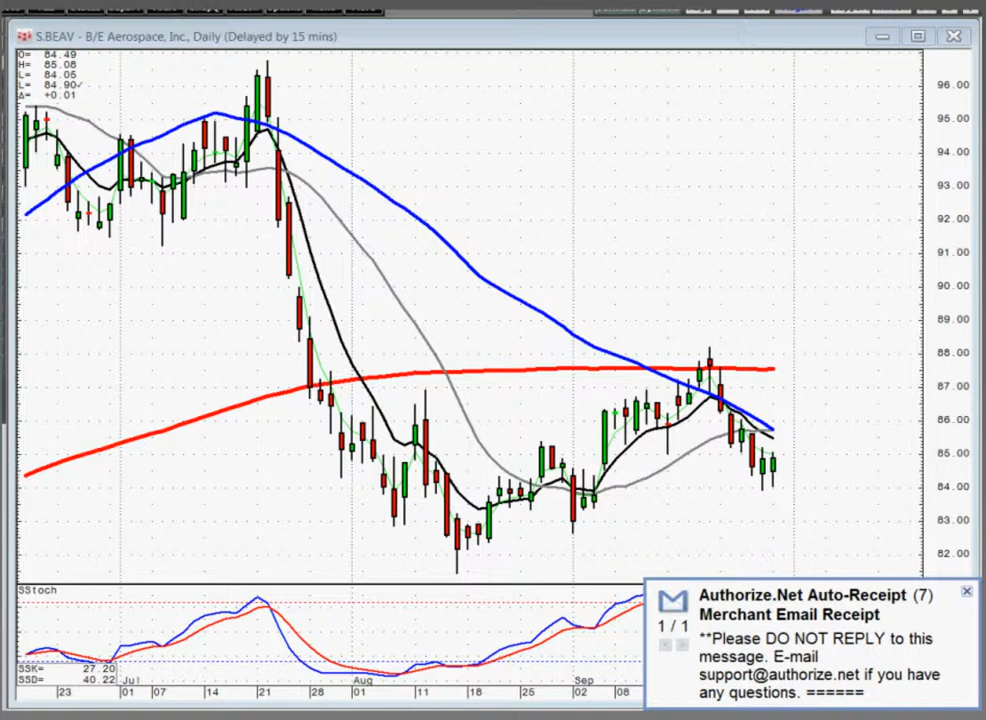 S.BEAV - B/E Aerospace, Inc., Daily (Delayed by 15 mins)
O= 84.49
H= 85.08
L= 84.05
L= 84.90✓
Δ= +0.01
96.00
95.00
94.00
93.00
92.00
91.00
90.00
89.00
88.00
87.00
86.00
85.00
84.00
83.00
82.00
SStoch
SSK= 27.20
SSD= 40.22
23 01 Jul 07 14 21 28 01 Aug 11 18 25 02 Sep 08
Authorize.Net Auto-Receipt (7)
Merchant Email Receipt
1 / 1
**Please DO NOT REPLY to this
message. E-mail
support@authorize.net if you have
any questions. ======